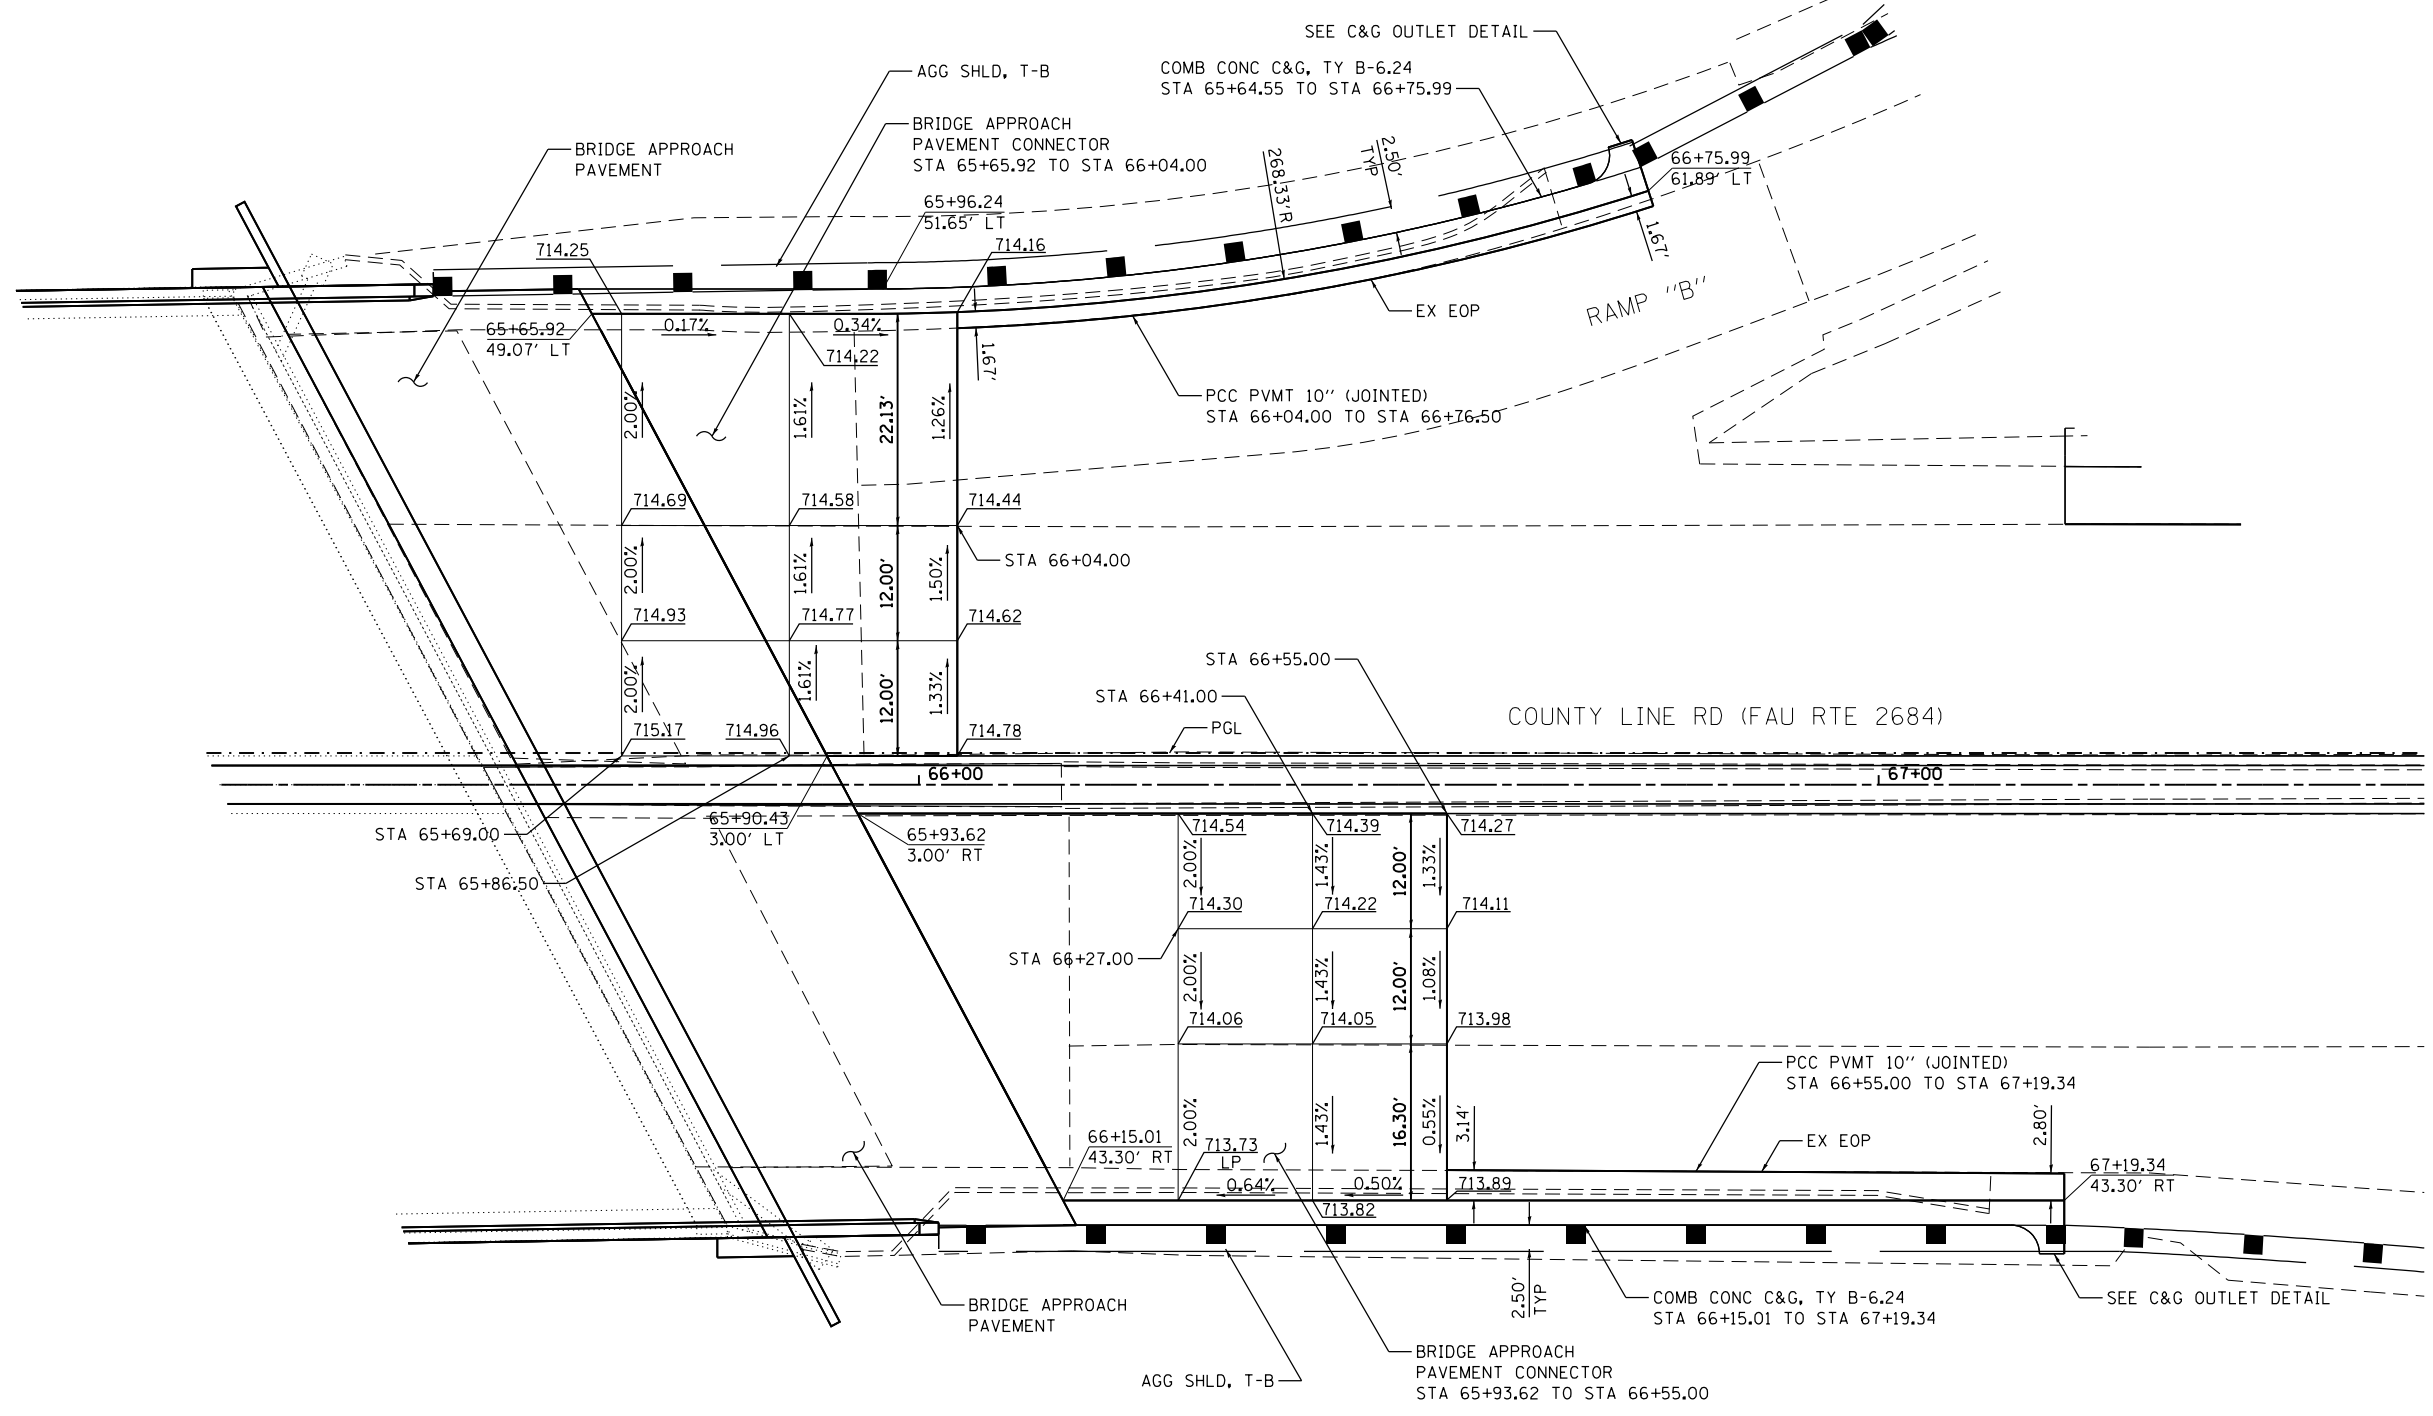 SEE C&G OUTLET DETAIL
COMB CONC C&G, TY B-6.24
STA 65+64.55 TO STA 66+75.99
AGG SHLD, T-B
BRIDGE APPROACH
PAVEMENT CONNECTOR
STA 65+65.92 TO STA 66+04.00
BRIDGE APPROACH
PAVEMENT
2.50'
TYP
268.33'R
66+75.99
61.89' LT
65+96.24
51.65' LT
714.25
714.16
1.67'
RAMP "B"
EX EOP
65+65.92
49.07' LT
0.17%
0.34%
714.22
1.67'
PCC PVMT 10'' (JOINTED)
STA 66+04.00 TO STA 66+76.50
2.00%
1.61%
22.13'
1.26%
714.69
714.58
714.44
STA 66+04.00
2.00%
1.61%
12.00'
1.50%
714.93
714.77
714.62
2.00%
1.61%
12.00'
1.33%
STA 66+55.00
STA 66+41.00
PGL
COUNTY LINE RD (FAU RTE 2684)
715.17
714.96
714.78
66+00
67+00
STA 65+69.00
65+90.43
3.00' LT
65+93.62
3.00' RT
714.54
714.39
714.27
STA 65+86.50
2.00%
1.43%
12.00'
1.33%
714.30
714.22
714.11
STA 66+27.00
2.00%
1.43%
12.00'
1.08%
714.06
714.05
713.98
PCC PVMT 10'' (JOINTED)
STA 66+55.00 TO STA 67+19.34
2.00%
1.43%
16.30'
0.55%
3.14'
2.80'
EX EOP
66+15.01
43.30' RT
713.73
LP
0.64%
0.50%
713.89
713.82
67+19.34
43.30' RT
2.50'
TYP
BRIDGE APPROACH
PAVEMENT
COMB CONC C&G, TY B-6.24
STA 66+15.01 TO STA 67+19.34
SEE C&G OUTLET DETAIL
AGG SHLD, T-B
BRIDGE APPROACH
PAVEMENT CONNECTOR
STA 65+93.62 TO STA 66+55.00